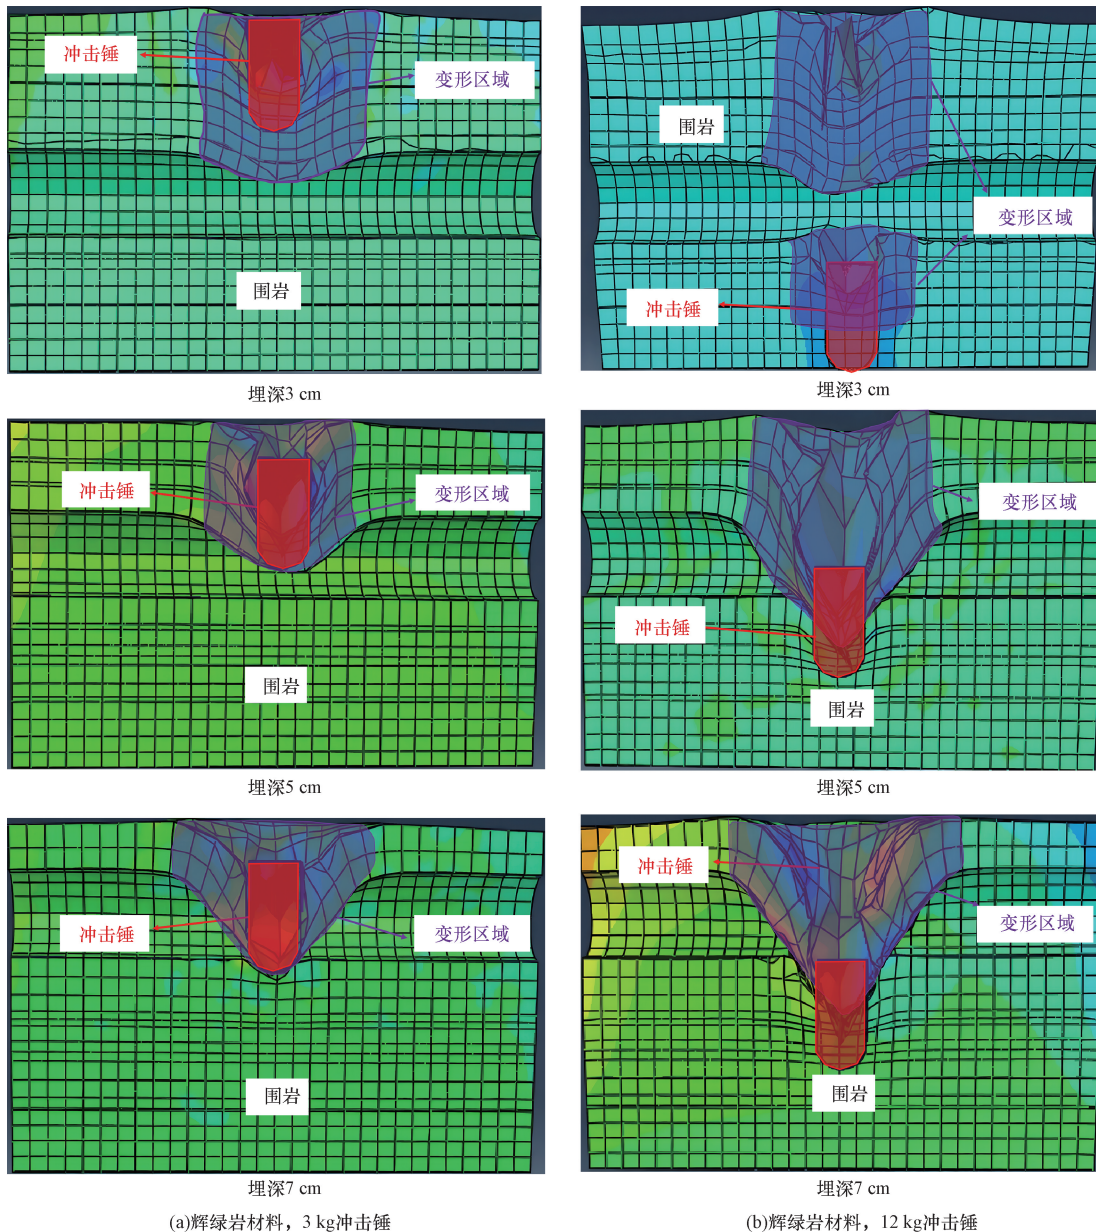 冲击锤
变形区域
围岩
埋深3 cm
围岩
变形区域
冲击锤
埋深3 cm
冲击锤
变形区域
围岩
埋深5 cm
变形区域
冲击锤
围岩
埋深5 cm
冲击锤
变形区域
围岩
埋深7 cm
冲击锤
变形区域
围岩
埋深7 cm
(a)辉绿岩材料，3 kg冲击锤
(b)辉绿岩材料，12 kg冲击锤